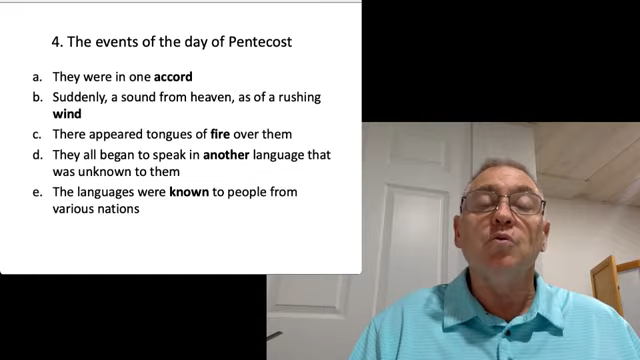 4. The events of the day of Pentecost
a. They were in one accord
b. Suddenly, a sound from heaven, as of a rushing
wind
c. There appeared tongues of fire over them
d. They all began to speak in another language that
was unknown to them
e. The languages were known to people from
various nations